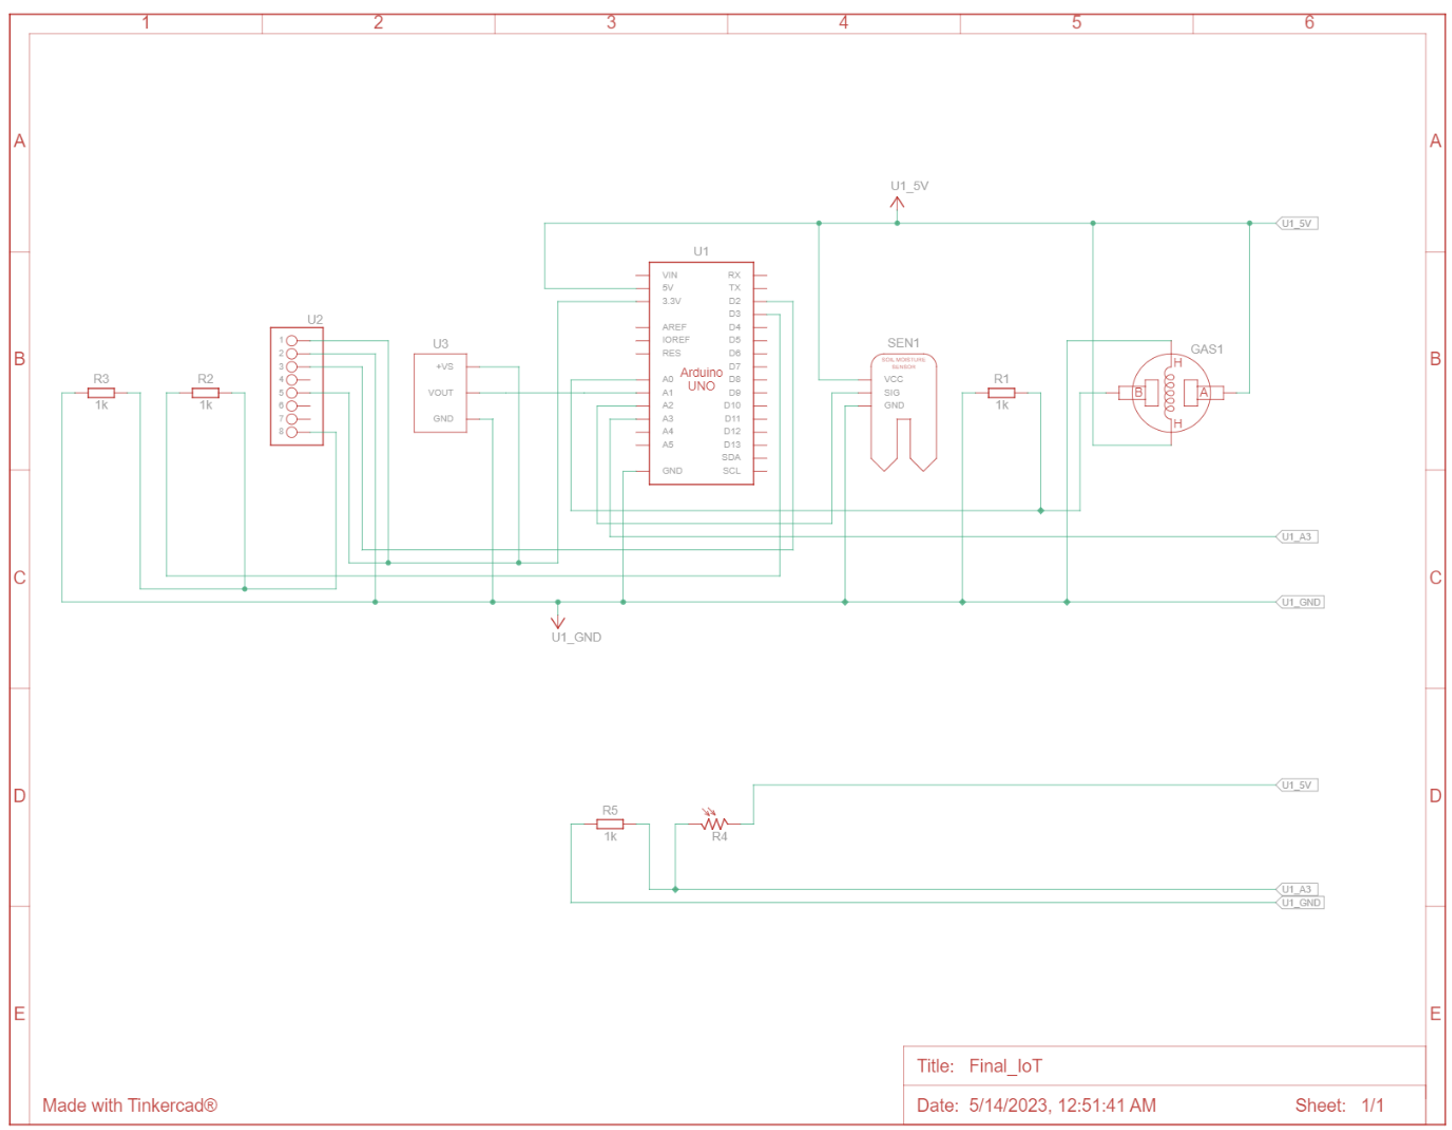 1 2 3 4 5 6
A A
U1_5V
U1_5V
U1
VIN RX
5V TX
3.3V D2
D3
AREF D4
IOREF D5
RES D6
D7
A0 D8
A1 D9
A2 D10
A3 D11
A4 D12
A5 D13
SDA
GND SCL
Arduino
UNO
B B
U2
1
2
3
4
5
6
7
8
U3
+VS
VOUT
GND
R3
1k
R2
1k
SEN1
SOIL MOISTURE
SENSOR
VCC
SIG
GND
R1
1k
GAS1
H
B A
H
U1_A3
C C
U1_GND
U1_GND
D D
U1_5V
R5
1k
R4
U1_A3
U1_GND
E E
Title: Final_IoT
Made with Tinkercad®
Date: 5/14/2023, 12:51:41 AM Sheet: 1/1